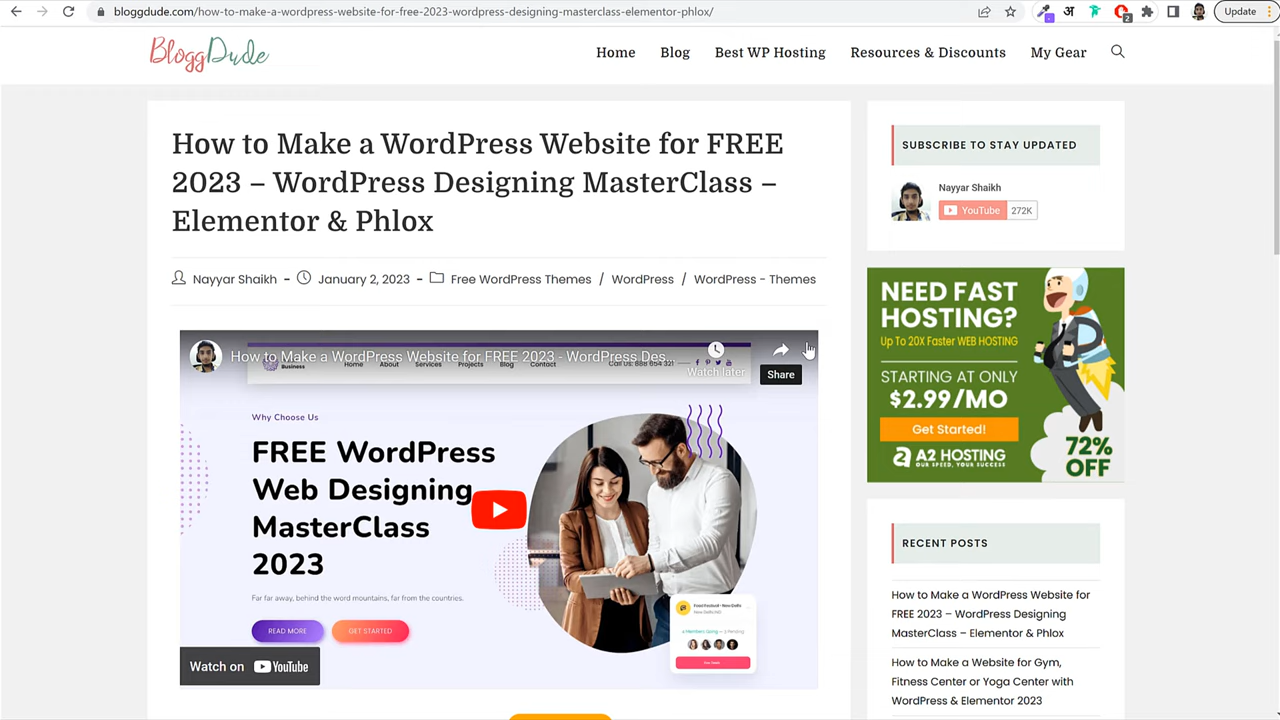 bloggdude.com/how-to-make-a-wordpress-website-for-free-2023-wordpress-designing-masterclass-elementor-phlox/
अ
2
Update
BloggDude
Home Blog Best WP Hosting Resources & Discounts My Gear
How to Make a WordPress Website for FREE
2023 – WordPress Designing MasterClass –
Elementor & Phlox
Nayyar Shaikh - January 2, 2023 - Free WordPress Themes / WordPress / WordPress - Themes
How to Make a WordPress Website for FREE 2023 - WordPress Des...
Watch later
Share
Business
Home About Services Projects Blog Contact Call Us: 888 654 321
Why Choose Us
FREE WordPress
Web Designing
MasterClass
2023
Far far away, behind the word mountains, far from the countries.
READ MORE GET STARTED
Watch on YouTube
SUBSCRIBE TO STAY UPDATED
Nayyar Shaikh
YouTube 272K
NEED FAST
HOSTING?
Up To 20X Faster WEB HOSTING
STARTING AT ONLY
$2.99/MO
Get Started!
A2 HOSTING
OUR SPEED, YOUR SUCCESS
72%
OFF
RECENT POSTS
How to Make a WordPress Website for
FREE 2023 – WordPress Designing
MasterClass – Elementor & Phlox
How to Make a Website for Gym,
Fitness Center or Yoga Center with
WordPress & Elementor 2023